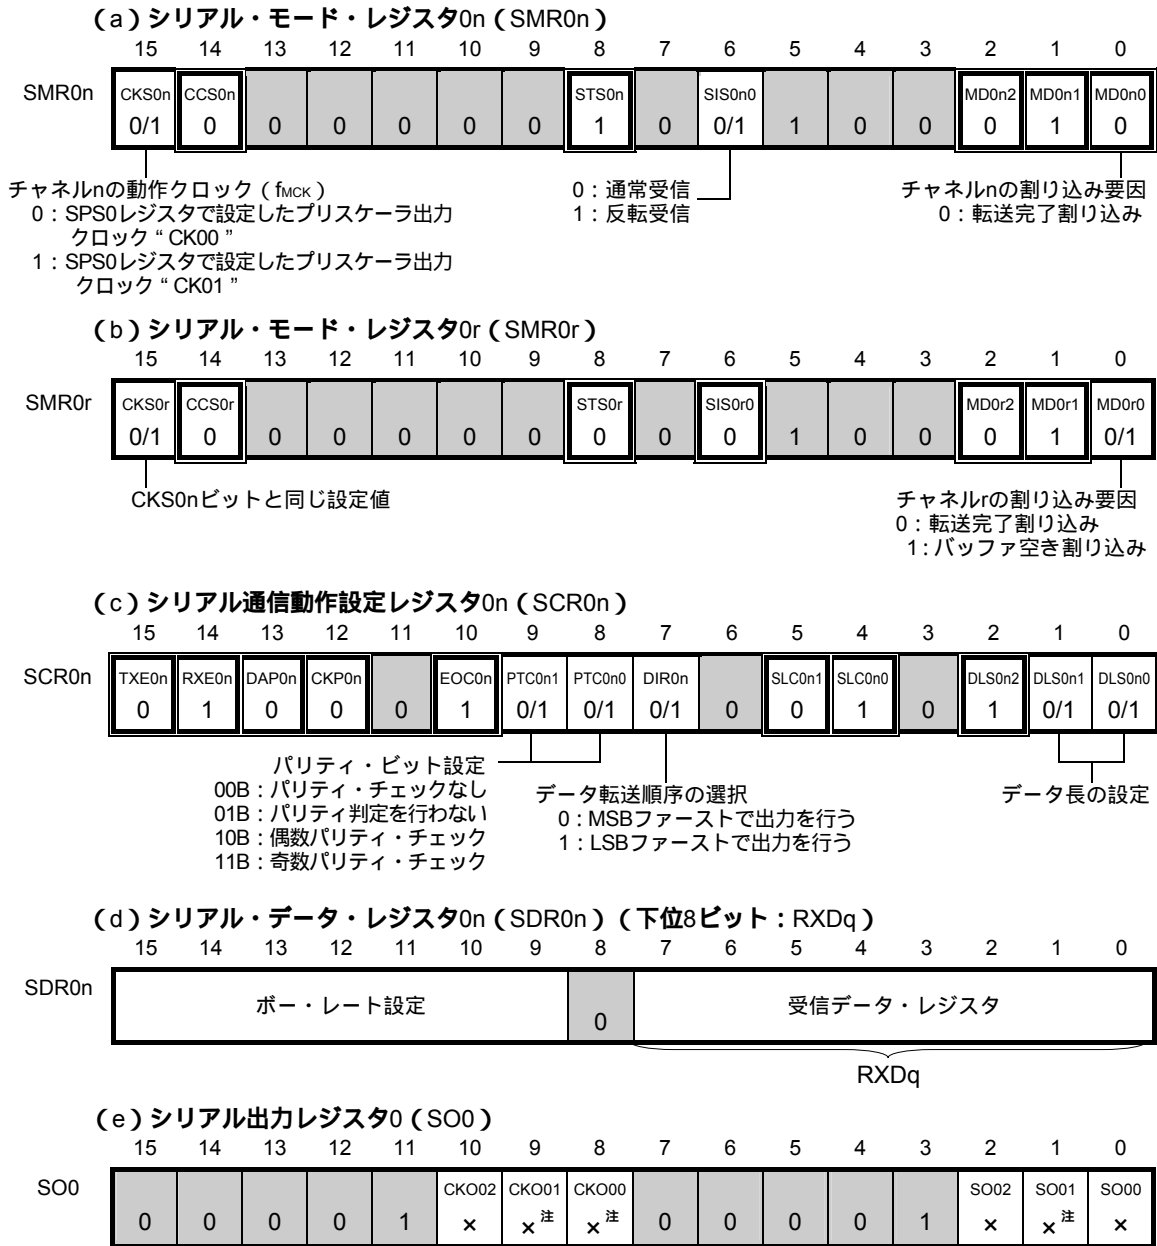 (a)シリアル・モード・レジスタ0n(SMR0n)
15 14 13 12 11 10 9 8 7 6 5 4 3 2 1 0
SMR0n CKS0n CCS0n STS0n SIS0n0 MD0n2 MD0n1 MD0n0
0/1 0 0 0 0 0 0 1 0 0/1 1 0 0 0 1 0
チャネルnの動作クロック(fMCK)
0:SPS0レジスタで設定したプリスケーラ出力
クロック“CK00”
1:SPS0レジスタで設定したプリスケーラ出力
クロック“CK01”
0:通常受信
1:反転受信
チャネルnの割り込み要因
0:転送完了割り込み
(b)シリアル・モード・レジスタ0r(SMR0r)
15 14 13 12 11 10 9 8 7 6 5 4 3 2 1 0
SMR0r CKS0r CCS0r STS0r SIS0r0 MD0r2 MD0r1 MD0r0
0/1 0 0 0 0 0 0 0 0 0 1 0 0 0 1 0/1
CKS0nビットと同じ設定値
チャネルrの割り込み要因
0:転送完了割り込み
1:バッファ空き割り込み
(c)シリアル通信動作設定レジスタ0n(SCR0n)
15 14 13 12 11 10 9 8 7 6 5 4 3 2 1 0
SCR0n TXE0n RXE0n DAP0n CKP0n EOC0n PTC0n1 PTC0n0 DIR0n SLC0n1 SLC0n0 DLS0n2 DLS0n1 DLS0n0
0 1 0 0 0 1 0/1 0/1 0/1 0 0 1 0 1 0/1 0/1
パリティ・ビット設定
00B:パリティ・チェックなし
01B:パリティ判定を行わない
10B:偶数パリティ・チェック
11B:奇数パリティ・チェック
データ転送順序の選択
0:MSBファーストで出力を行う
1:LSBファーストで出力を行う
データ長の設定
(d)シリアル・データ・レジスタ0n(SDR0n)(下位8ビット:RXDq)
15 14 13 12 11 10 9 8 7 6 5 4 3 2 1 0
SDR0n ボー・レート設定 0 受信データ・レジスタ
RXDq
(e)シリアル出力レジスタ0(SO0)
15 14 13 12 11 10 9 8 7 6 5 4 3 2 1 0
SO0 CKO02 CKO01 CKO00 SO02 SO01 SO00
0 0 0 0 1 × ×注 ×注 0 0 0 0 1 × ×注 ×